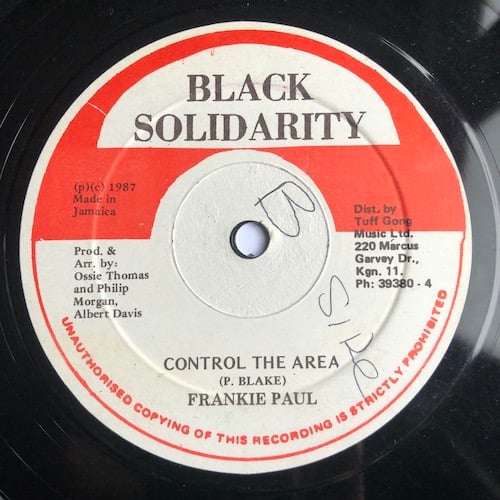 BLACK
SOLIDARITY
(p)(c) 1987
Made in
Jamaica
Prod. &
Arr. by:
Ossie Thomas
and Philip
Morgan,
Albert Davis
Dist. by
Tuff Gong
Music Ltd.
220 Marcus
Garvey Dr.,
Kgn. 11.
Ph: 39380 - 4
B
Side
CONTROL THE AREA
(P. BLAKE)
FRANKIE PAUL
UNAUTHORISED COPYING OF THIS RECORDING IS STRICTLY PROHIBITED